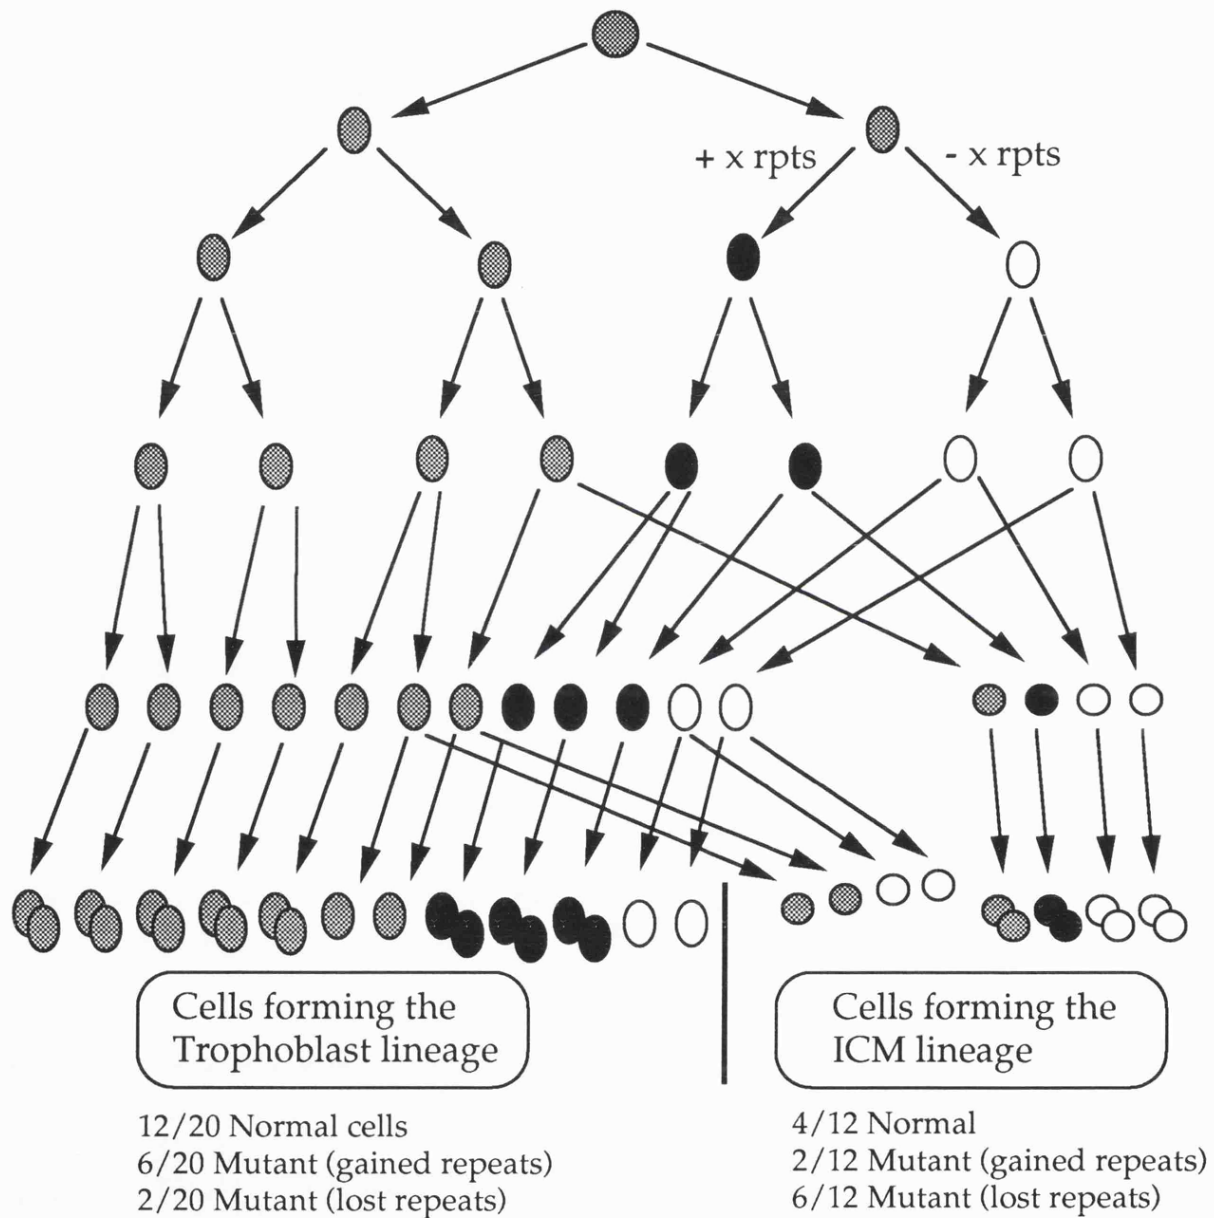 + x rpts
- x rpts
Cells forming the
Trophoblast lineage
12/20 Normal cells
6/20 Mutant (gained repeats)
2/20 Mutant (lost repeats)
Cells forming the
ICM lineage
4/12 Normal
2/12 Mutant (gained repeats)
6/12 Mutant (lost repeats)